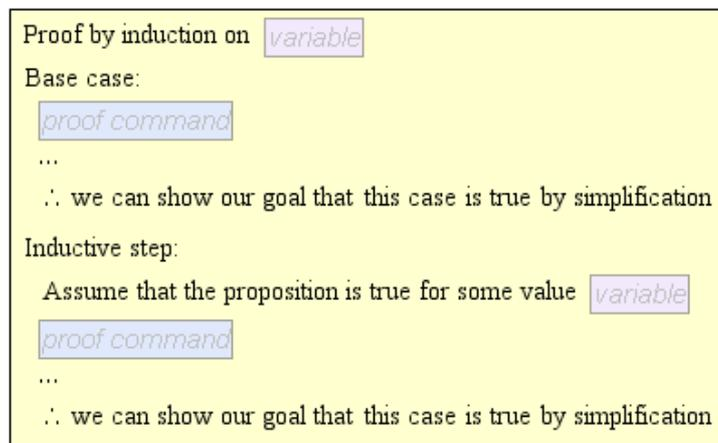 Proof by induction on variable
Base case:
proof command
...
∴ we can show our goal that this case is true by simplification
Inductive step:
Assume that the proposition is true for some value variable
proof command
...
∴ we can show our goal that this case is true by simplification